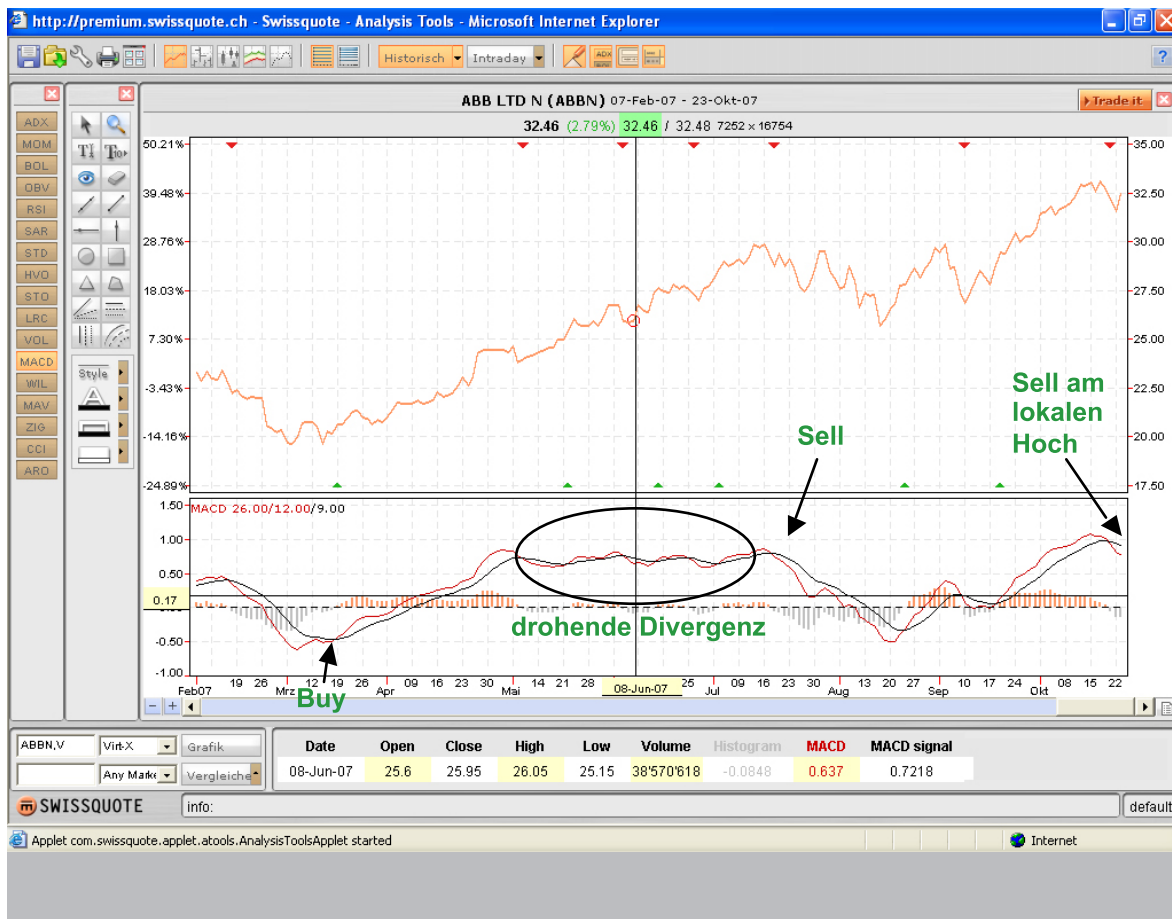 http://premium.swissquote.ch - Swissquote - Analysis Tools - Microsoft Internet Explorer
Historisch Intraday ADX ?
ABB LTD N (ABBN) 07-Feb-07 - 23-Okt-07 Trade it
32.46 (2.79%) 32.46 / 32.48 7252 x 16754
ADX
MOM
BOL
OBV
RSI
SAR
STD
HVO
STO
LRC
VOL
MACD
WIL
MAV
ZIG
CCI
ARO
Style
A
50.21%
39.48%
28.76%
18.03%
7.30%
-3.43%
-14.16%
-24.89%
35.00
32.50
30.00
27.50
25.00
22.50
20.00
17.50
Sell
Sell am
lokalen
Hoch
MACD 26.00/12.00/9.00
1.50
1.00
0.50
0.17
-0.50
-1.00
drohende Divergenz
Buy
Feb07 19 26 Mrz 12 19 26 Apr 09 16 23 30 Mai 14 21 28 08-Jun-07 25 Jul 09 16 23 30 Aug 13 20 27 Sep 10 17 24 Okt 08 15 22
ABBN,V Virt-X Grafik
Any Marke Vergleiche
Date Open Close High Low Volume Histogram MACD MACD signal
08-Jun-07 25.6 25.95 26.05 25.15 38'570'618 -0.0848 0.637 0.7218
SWISSQUOTE info: default
Applet com.swissquote.applet.atools.AnalysisToolsApplet started Internet